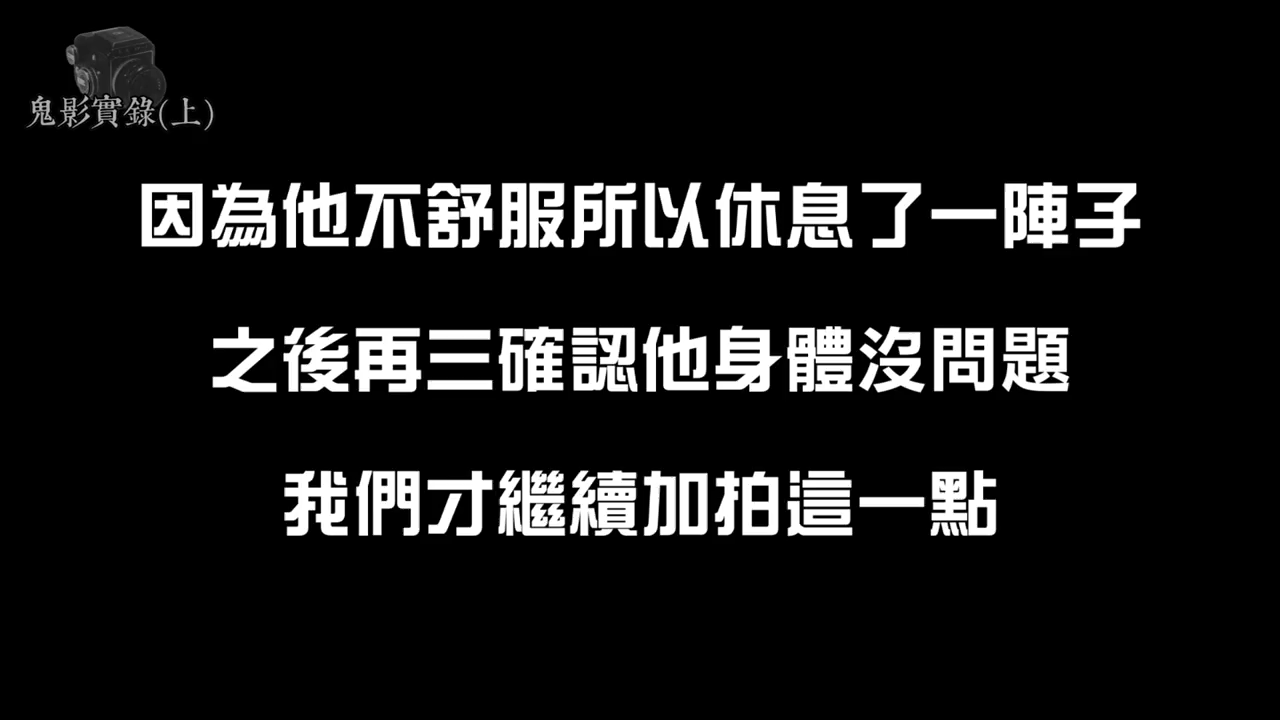 鬼影實錄(上)
因為他不舒服所以休息了一陣子
之後再三確認他身體沒問題
我們才繼續加拍這一點